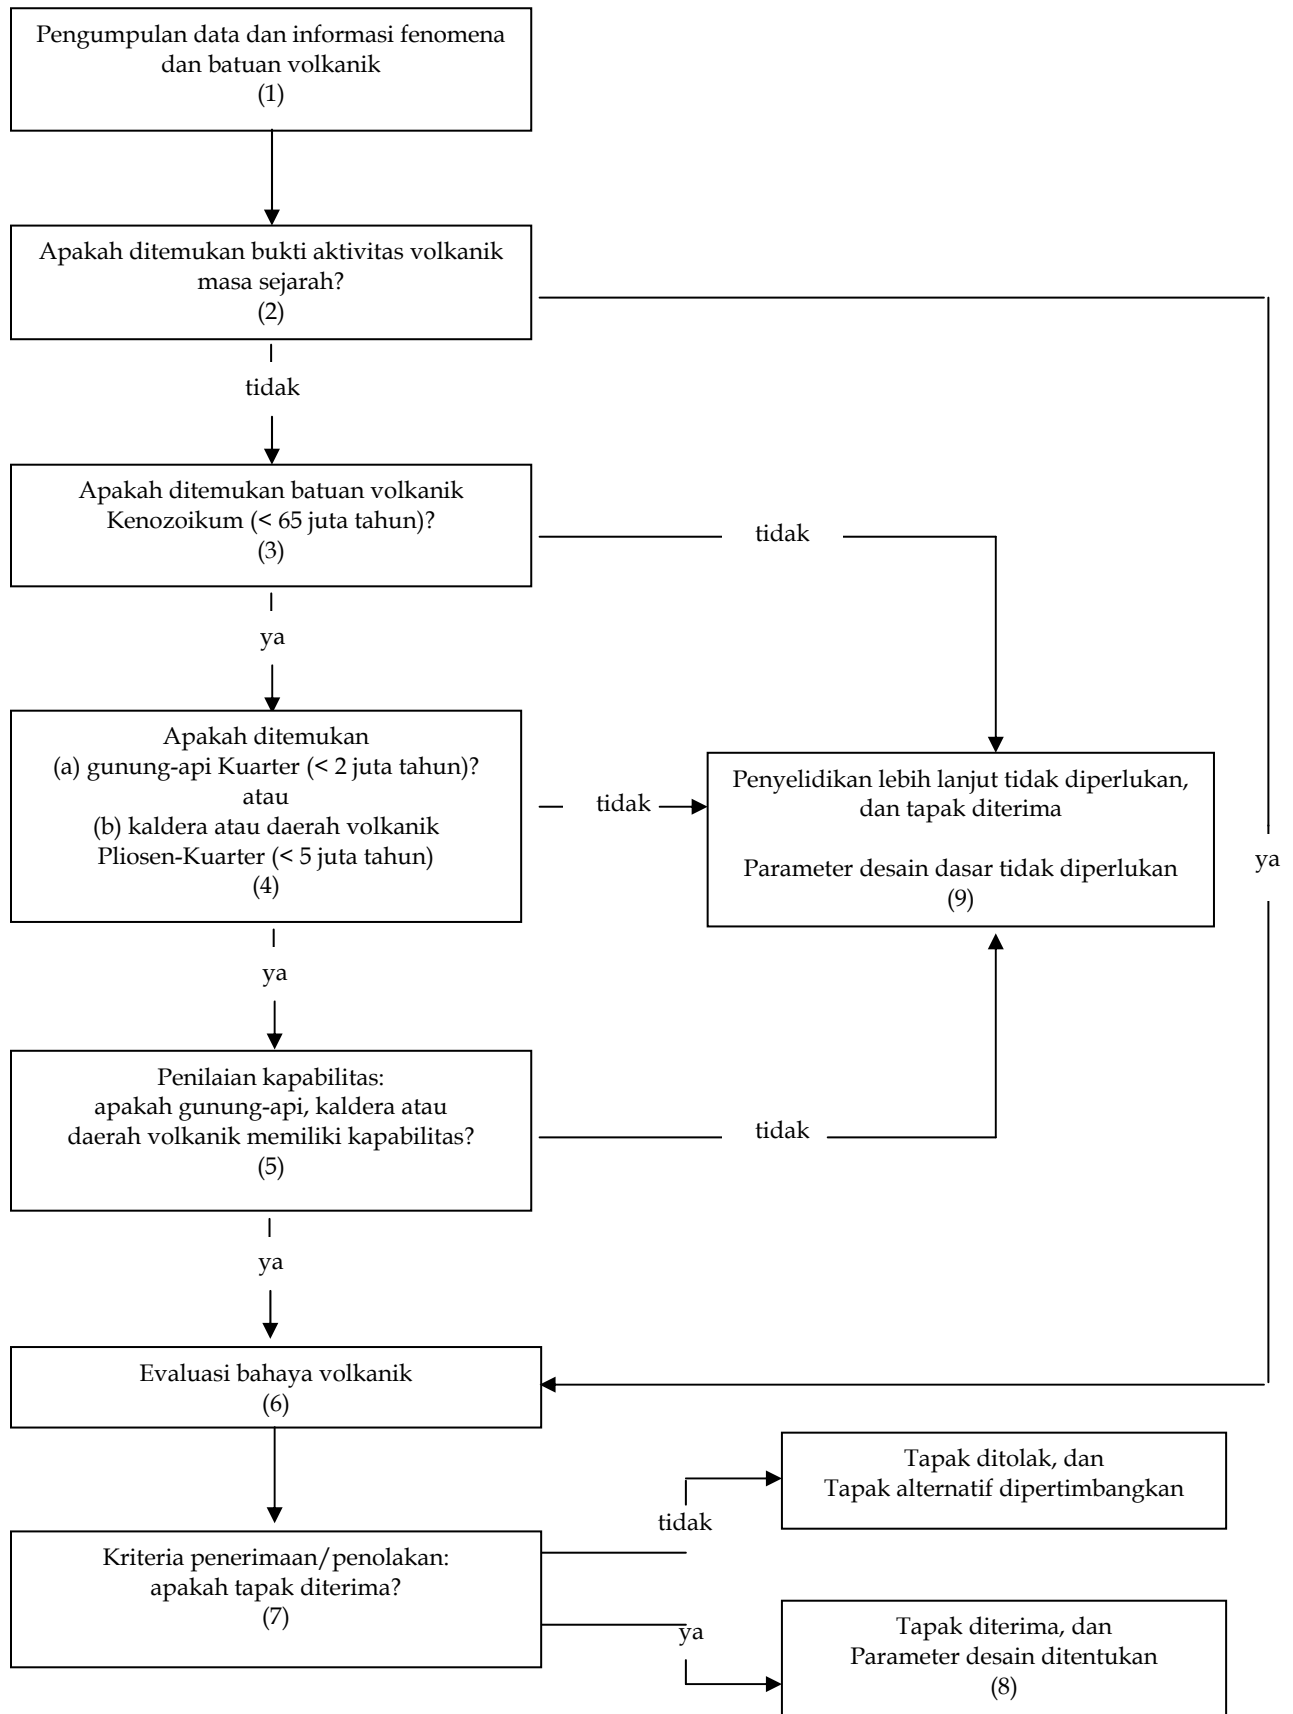 Pengumpulan data dan informasi fenomena
dan batuan volkanik
(1)
Apakah ditemukan bukti aktivitas volkanik
masa sejarah?
(2)
tidak
Apakah ditemukan batuan volkanik
Kenozoikum (< 65 juta tahun)?
(3)
tidak
ya
Apakah ditemukan
(a) gunung-api Kuarter (< 2 juta tahun)?
atau
(b) kaldera atau daerah volkanik
Pliosen-Kuarter (< 5 juta tahun)
(4)
tidak
Penyelidikan lebih lanjut tidak diperlukan,
dan tapak diterima
Parameter desain dasar tidak diperlukan
(9)
ya
ya
Penilaian kapabilitas:
apakah gunung-api, kaldera atau
daerah volkanik memiliki kapabilitas?
(5)
tidak
ya
Evaluasi bahaya volkanik
(6)
Kriteria penerimaan/penolakan:
apakah tapak diterima?
(7)
tidak
Tapak ditolak, dan
Tapak alternatif dipertimbangkan
ya
Tapak diterima, dan
Parameter desain ditentukan
(8)